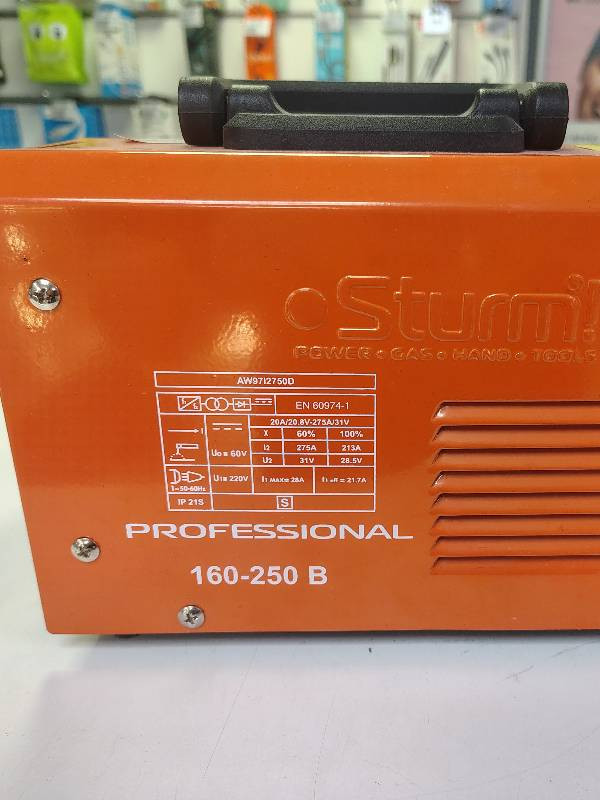 Sturm!
POWER • GAS • HAND • TOOLS
AW97I2750D
EN 60974-1
20A/20.8V-275A/31V
X 60% 100%
I2 275A 213A
U0= 60V
U2 31V 28.5V
1~50-60Hz U1= 220V I1 MAX= 28A I1 eff= 21.7A
IP 21S S
PROFESSIONAL
160-250 В